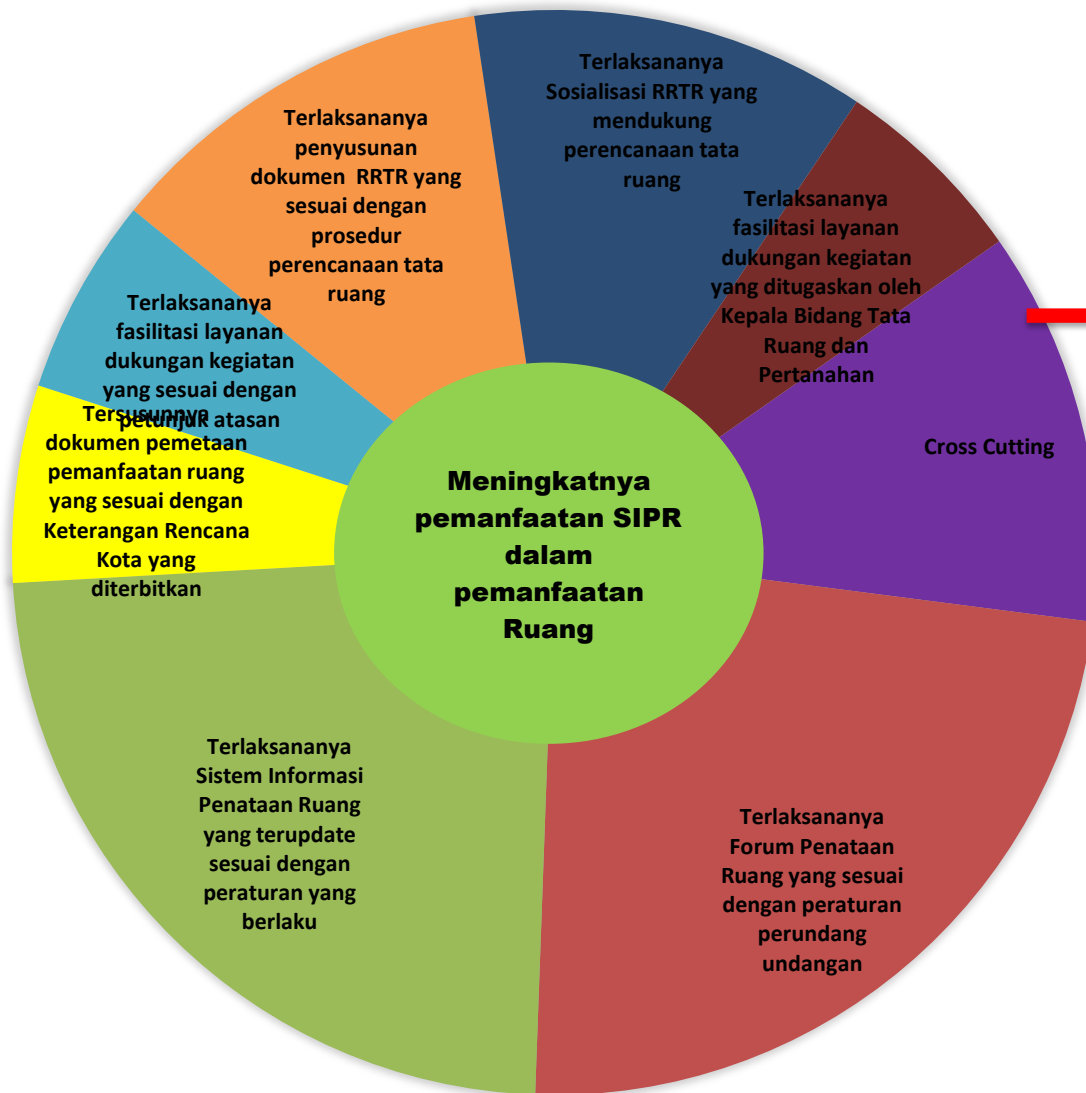 Terlaksananya
Sosialisasi RRTR yang
mendukung
perencanaan tata
ruang
Terlaksananya
fasilitasi layanan
dukungan kegiatan
yang ditugaskan oleh
Kepala Bidang Tata
Ruang dan
Pertanahan
Cross Cutting
Terlaksananya
Forum Penataan
Ruang yang sesuai
dengan peraturan
perundang
undangan
Terlaksananya
Sistem Informasi
Penataan Ruang
yang terupdate
sesuai dengan
peraturan yang
berlaku
Tersusunnya
dokumen pemetaan
pemanfaatan ruang
yang sesuai dengan
Keterangan Rencana
Kota yang
diterbitkan
Terlaksananya
fasilitasi layanan
dukungan kegiatan
yang sesuai dengan
petunjuk atasan
Terlaksananya
penyusunan
dokumen RRTR yang
sesuai dengan
prosedur
perencanaan tata
ruang
Meningkatnya
pemanfaatan SIPR
dalam
pemanfaatan
Ruang